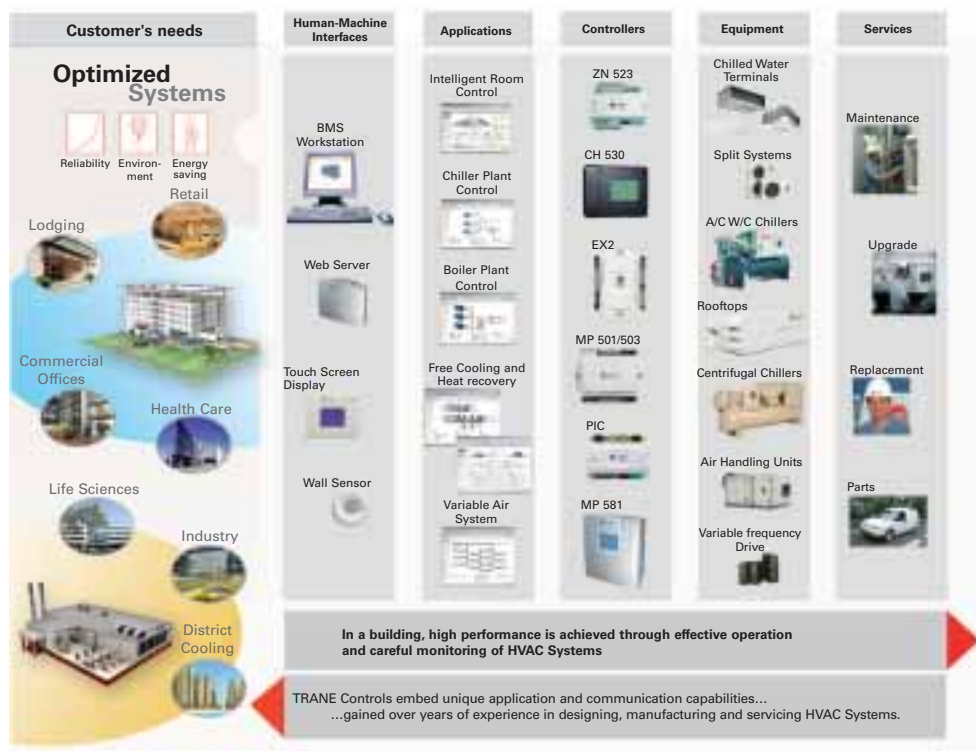 Customer's needs
Optimized
Systems
Reliability
Environ-
ment
Energy
saving
Retail
Lodging
Commercial
Offices
Health Care
Life Sciences
Industry
District
Cooling
Human-Machine
Interfaces
BMS
Workstation
Web Server
Touch Screen
Display
Wall Sensor
Applications
Intelligent Room
Control
Chiller Plant
Control
Boiler Plant
Control
Free Cooling and
Heat recovery
Variable Air
System
Controllers
ZN 523
CH 530
EX2
MP 501/503
PIC
MP 581
Equipment
Chilled Water
Terminals
Split Systems
A/C W/C Chillers
Rooftops
Centrifugal Chillers
Air Handling Units
Variable frequency
Drive
Services
Maintenance
Upgrade
Replacement
Parts
In a building, high performance is achieved through effective operation
and careful monitoring of HVAC Systems
TRANE Controls embed unique application and communication capabilities…
…gained over years of experience in designing, manufacturing and servicing HVAC Systems.